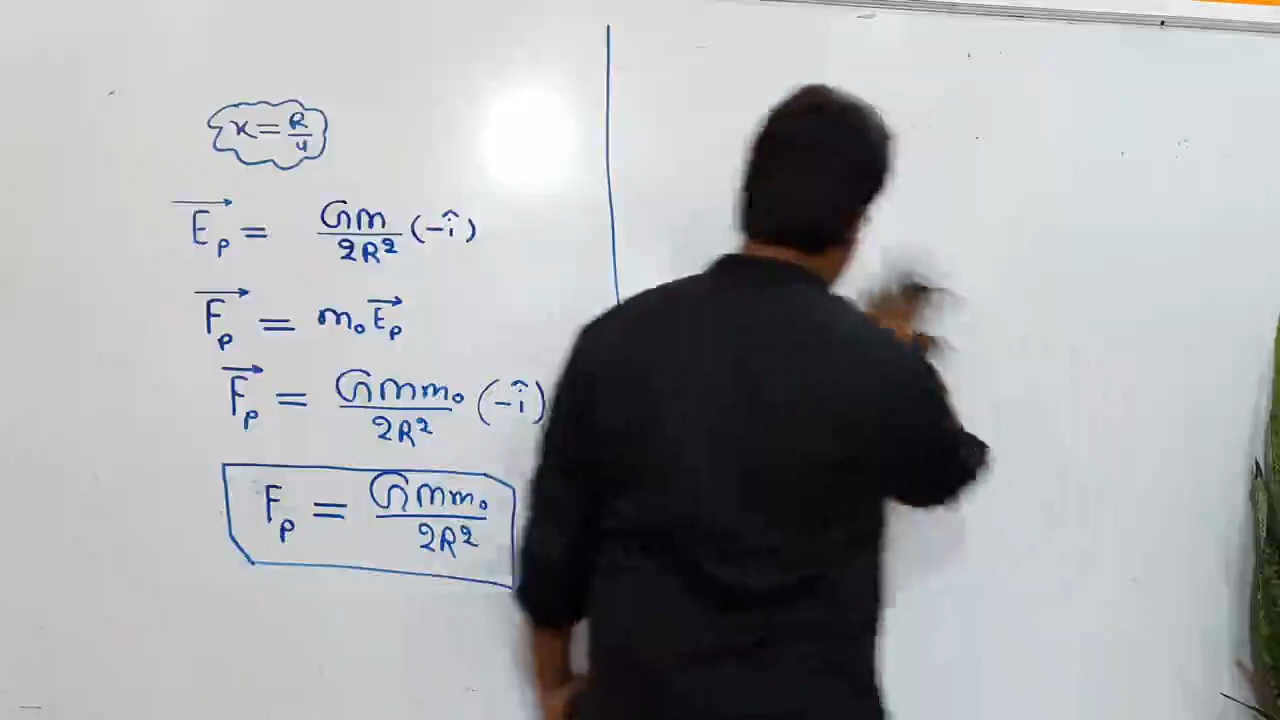 x = R/4
E⃗p = Gm/2R² (-î)
F⃗p = m₀E⃗p
F⃗p = Gmm₀/2R² (-î)
Fp = Gmm₀/2R²